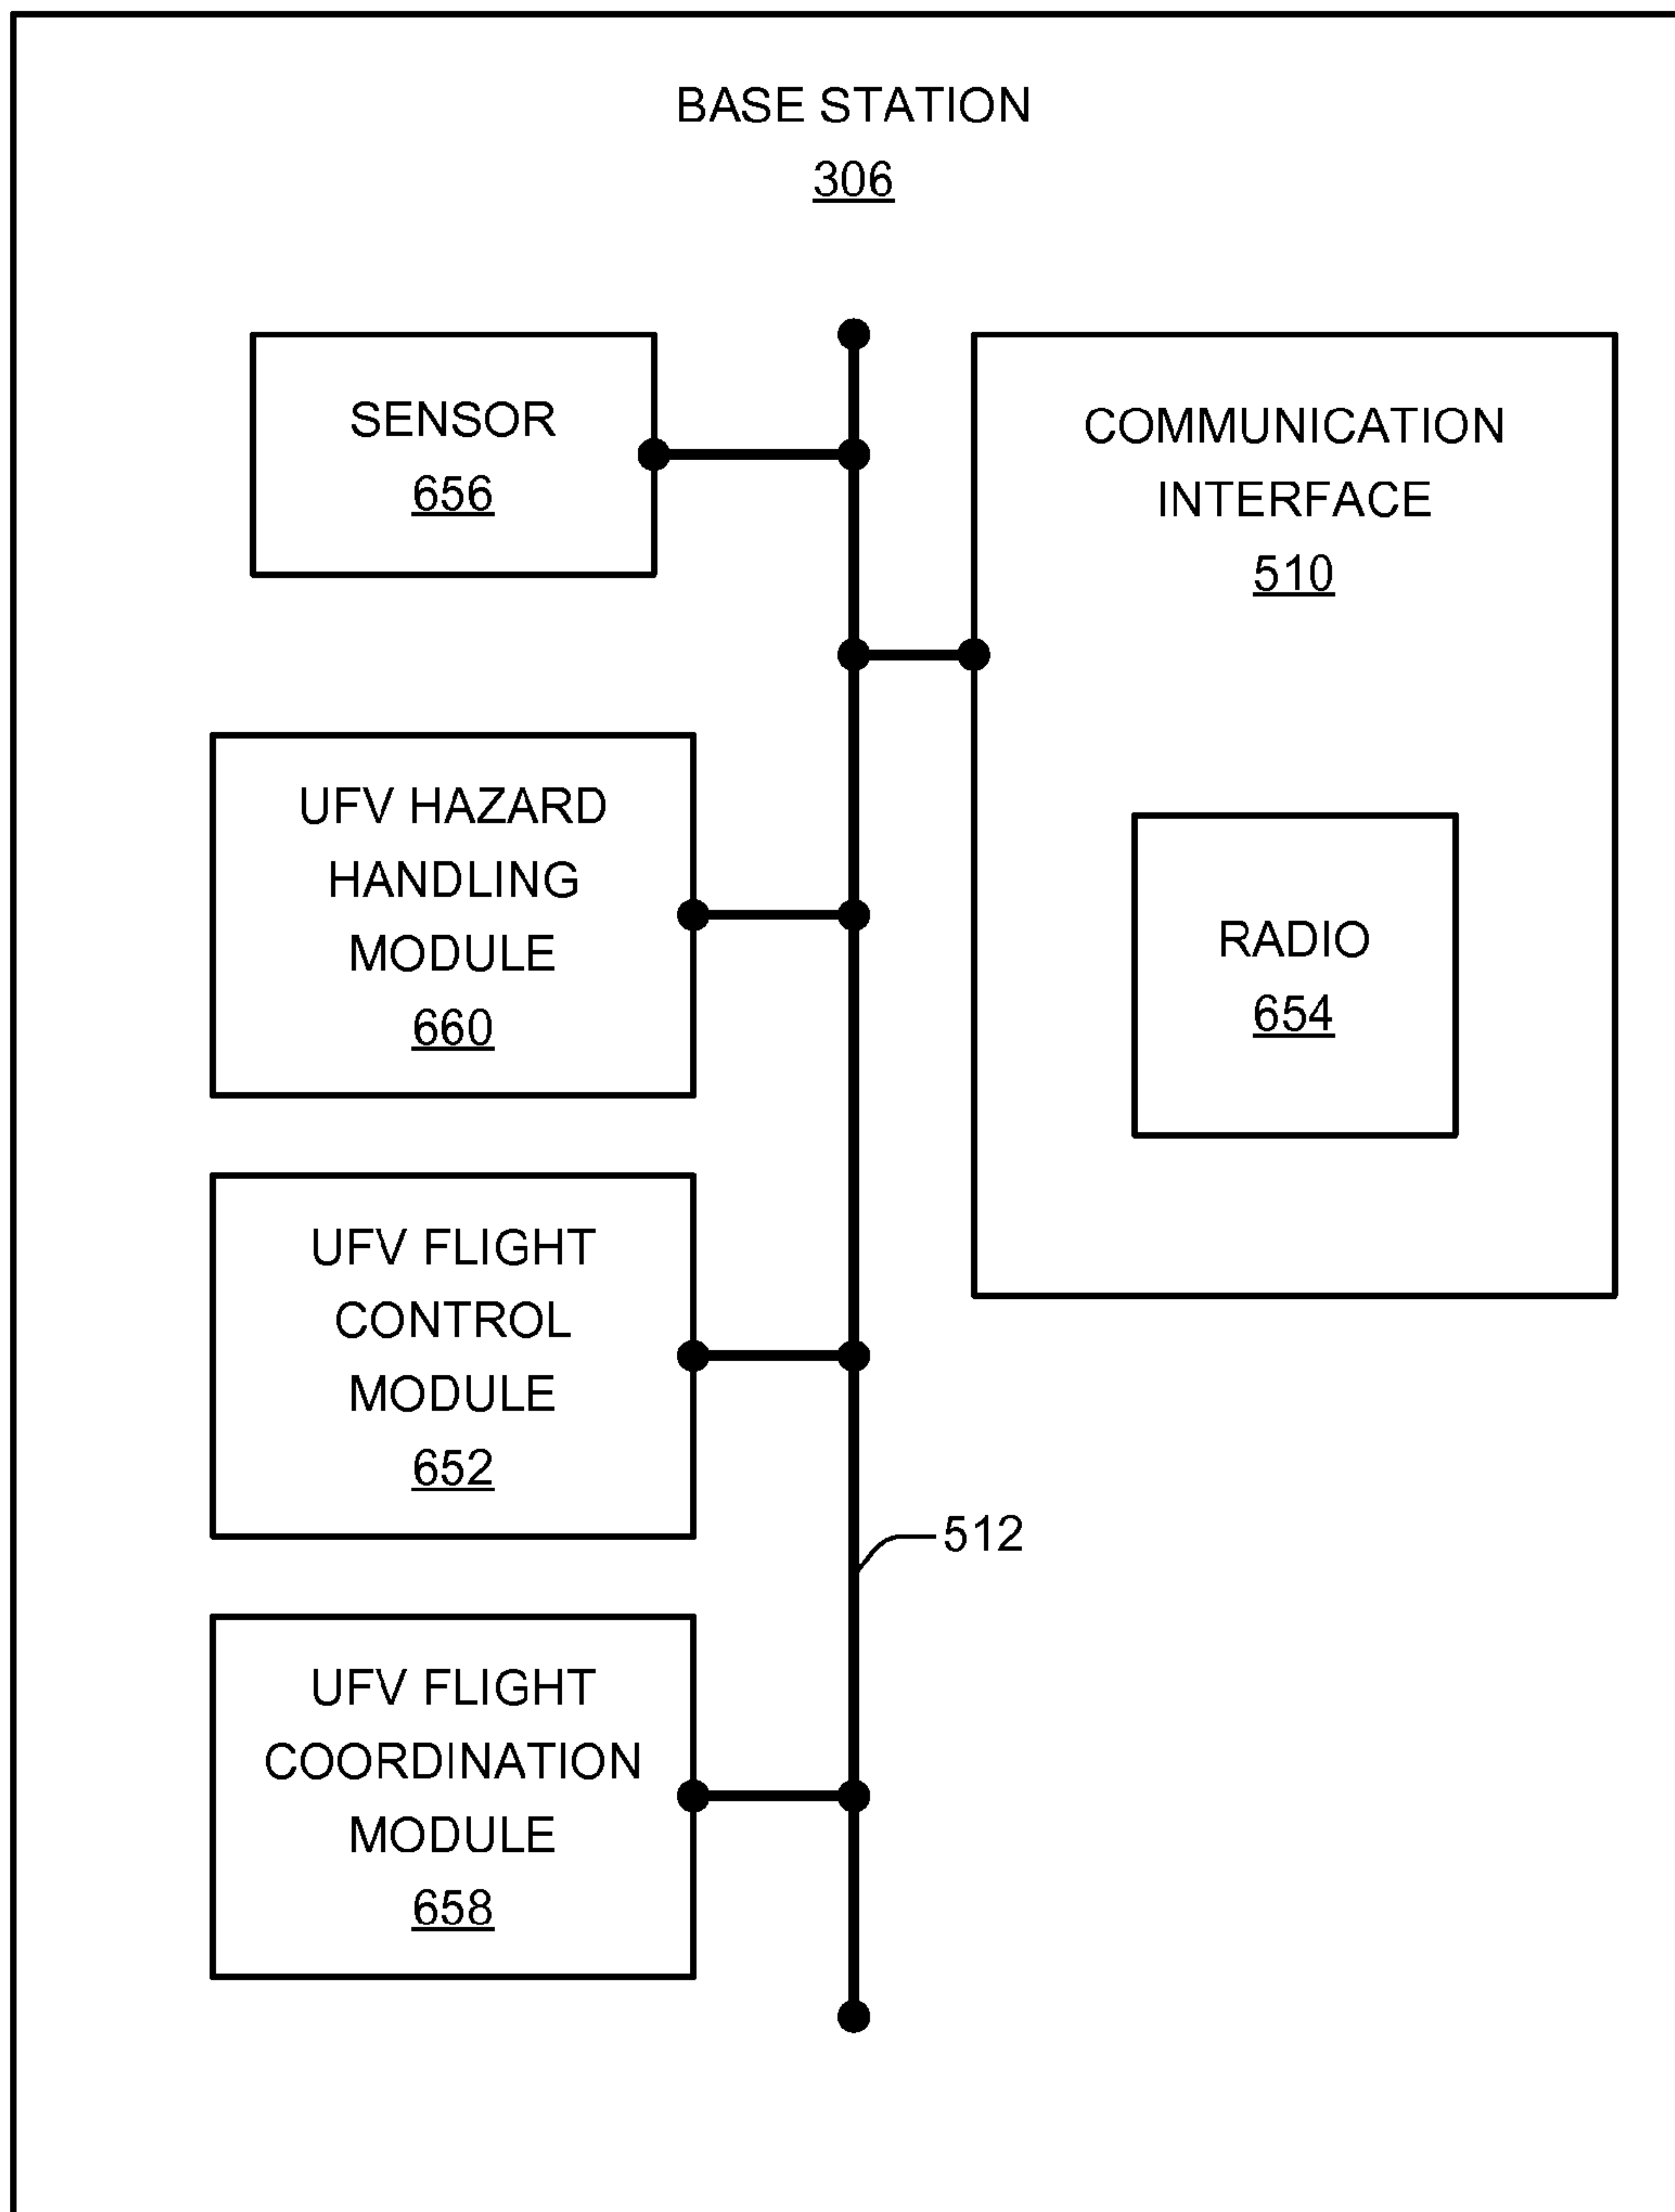 BASE STATION
306
SENSOR
656
COMMUNICATION
INTERFACE
510
UFV HAZARD
HANDLING
MODULE
660
RADIO
654
UFV FLIGHT
CONTROL
MODULE
652
512
UFV FLIGHT
COORDINATION
MODULE
658